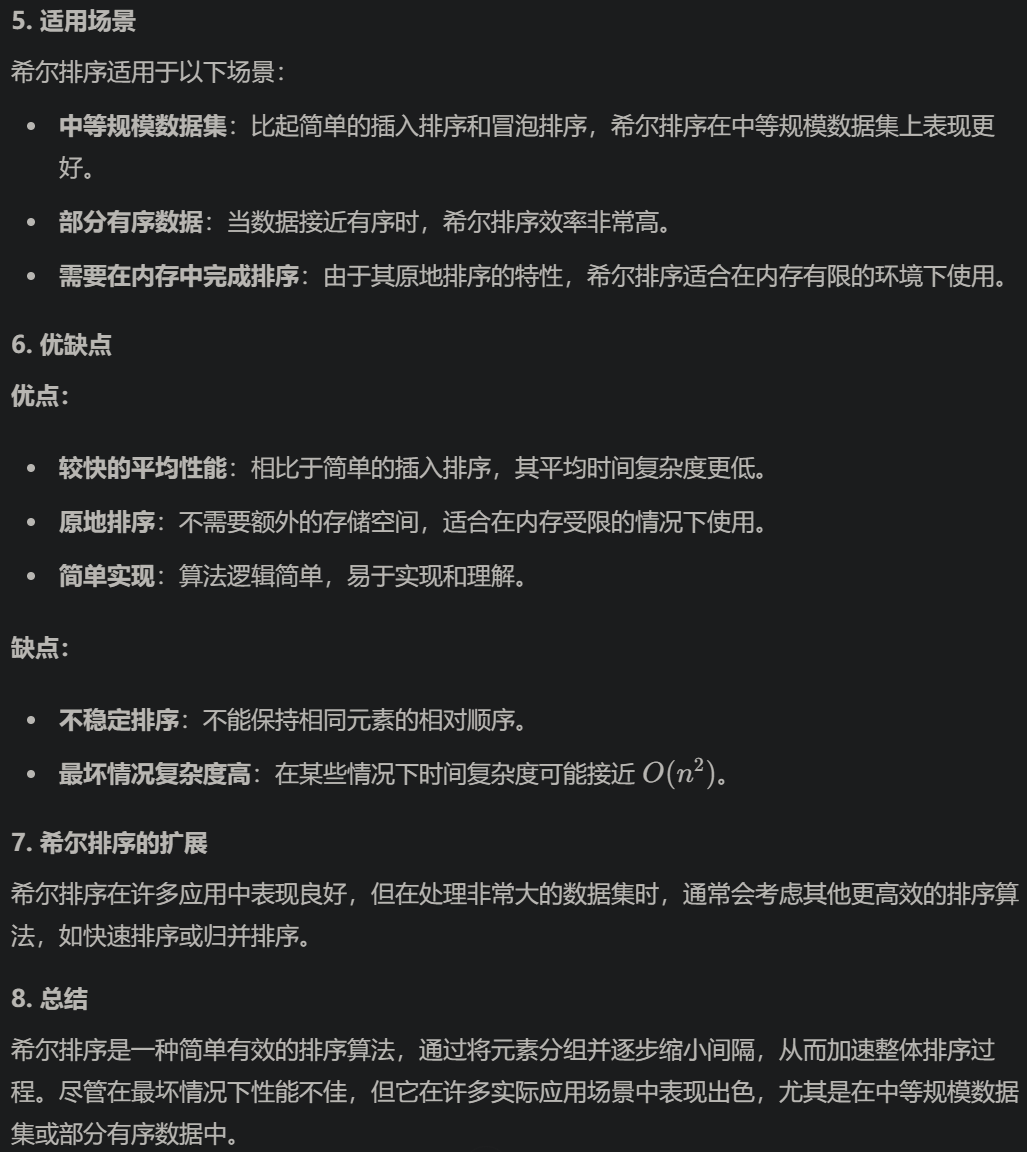 5. 适用场景
希尔排序适用于以下场景：
• 中等规模数据集：比起简单的插入排序和冒泡排序，希尔排序在中等规模数据集上表现更
好。
• 部分有序数据：当数据接近有序时，希尔排序效率非常高。
• 需要在内存中完成排序：由于其原地排序的特性，希尔排序适合在内存有限的环境下使用。
6. 优缺点
优点：
• 较快的平均性能：相比于简单的插入排序，其平均时间复杂度更低。
• 原地排序：不需要额外的存储空间，适合在内存受限的情况下使用。
• 简单实现：算法逻辑简单，易于实现和理解。
缺点：
• 不稳定排序：不能保持相同元素的相对顺序。
• 最坏情况复杂度高：在某些情况下时间复杂度可能接近 O(n²)。
7. 希尔排序的扩展
希尔排序在许多应用中表现良好，但在处理非常大的数据集时，通常会考虑其他更高效的排序算
法，如快速排序或归并排序。
8. 总结
希尔排序是一种简单有效的排序算法，通过将元素分组并逐步缩小间隔，从而加速整体排序过
程。尽管在最坏情况下性能不佳，但它在许多实际应用场景中表现出色，尤其是在中等规模数据
集或部分有序数据中。